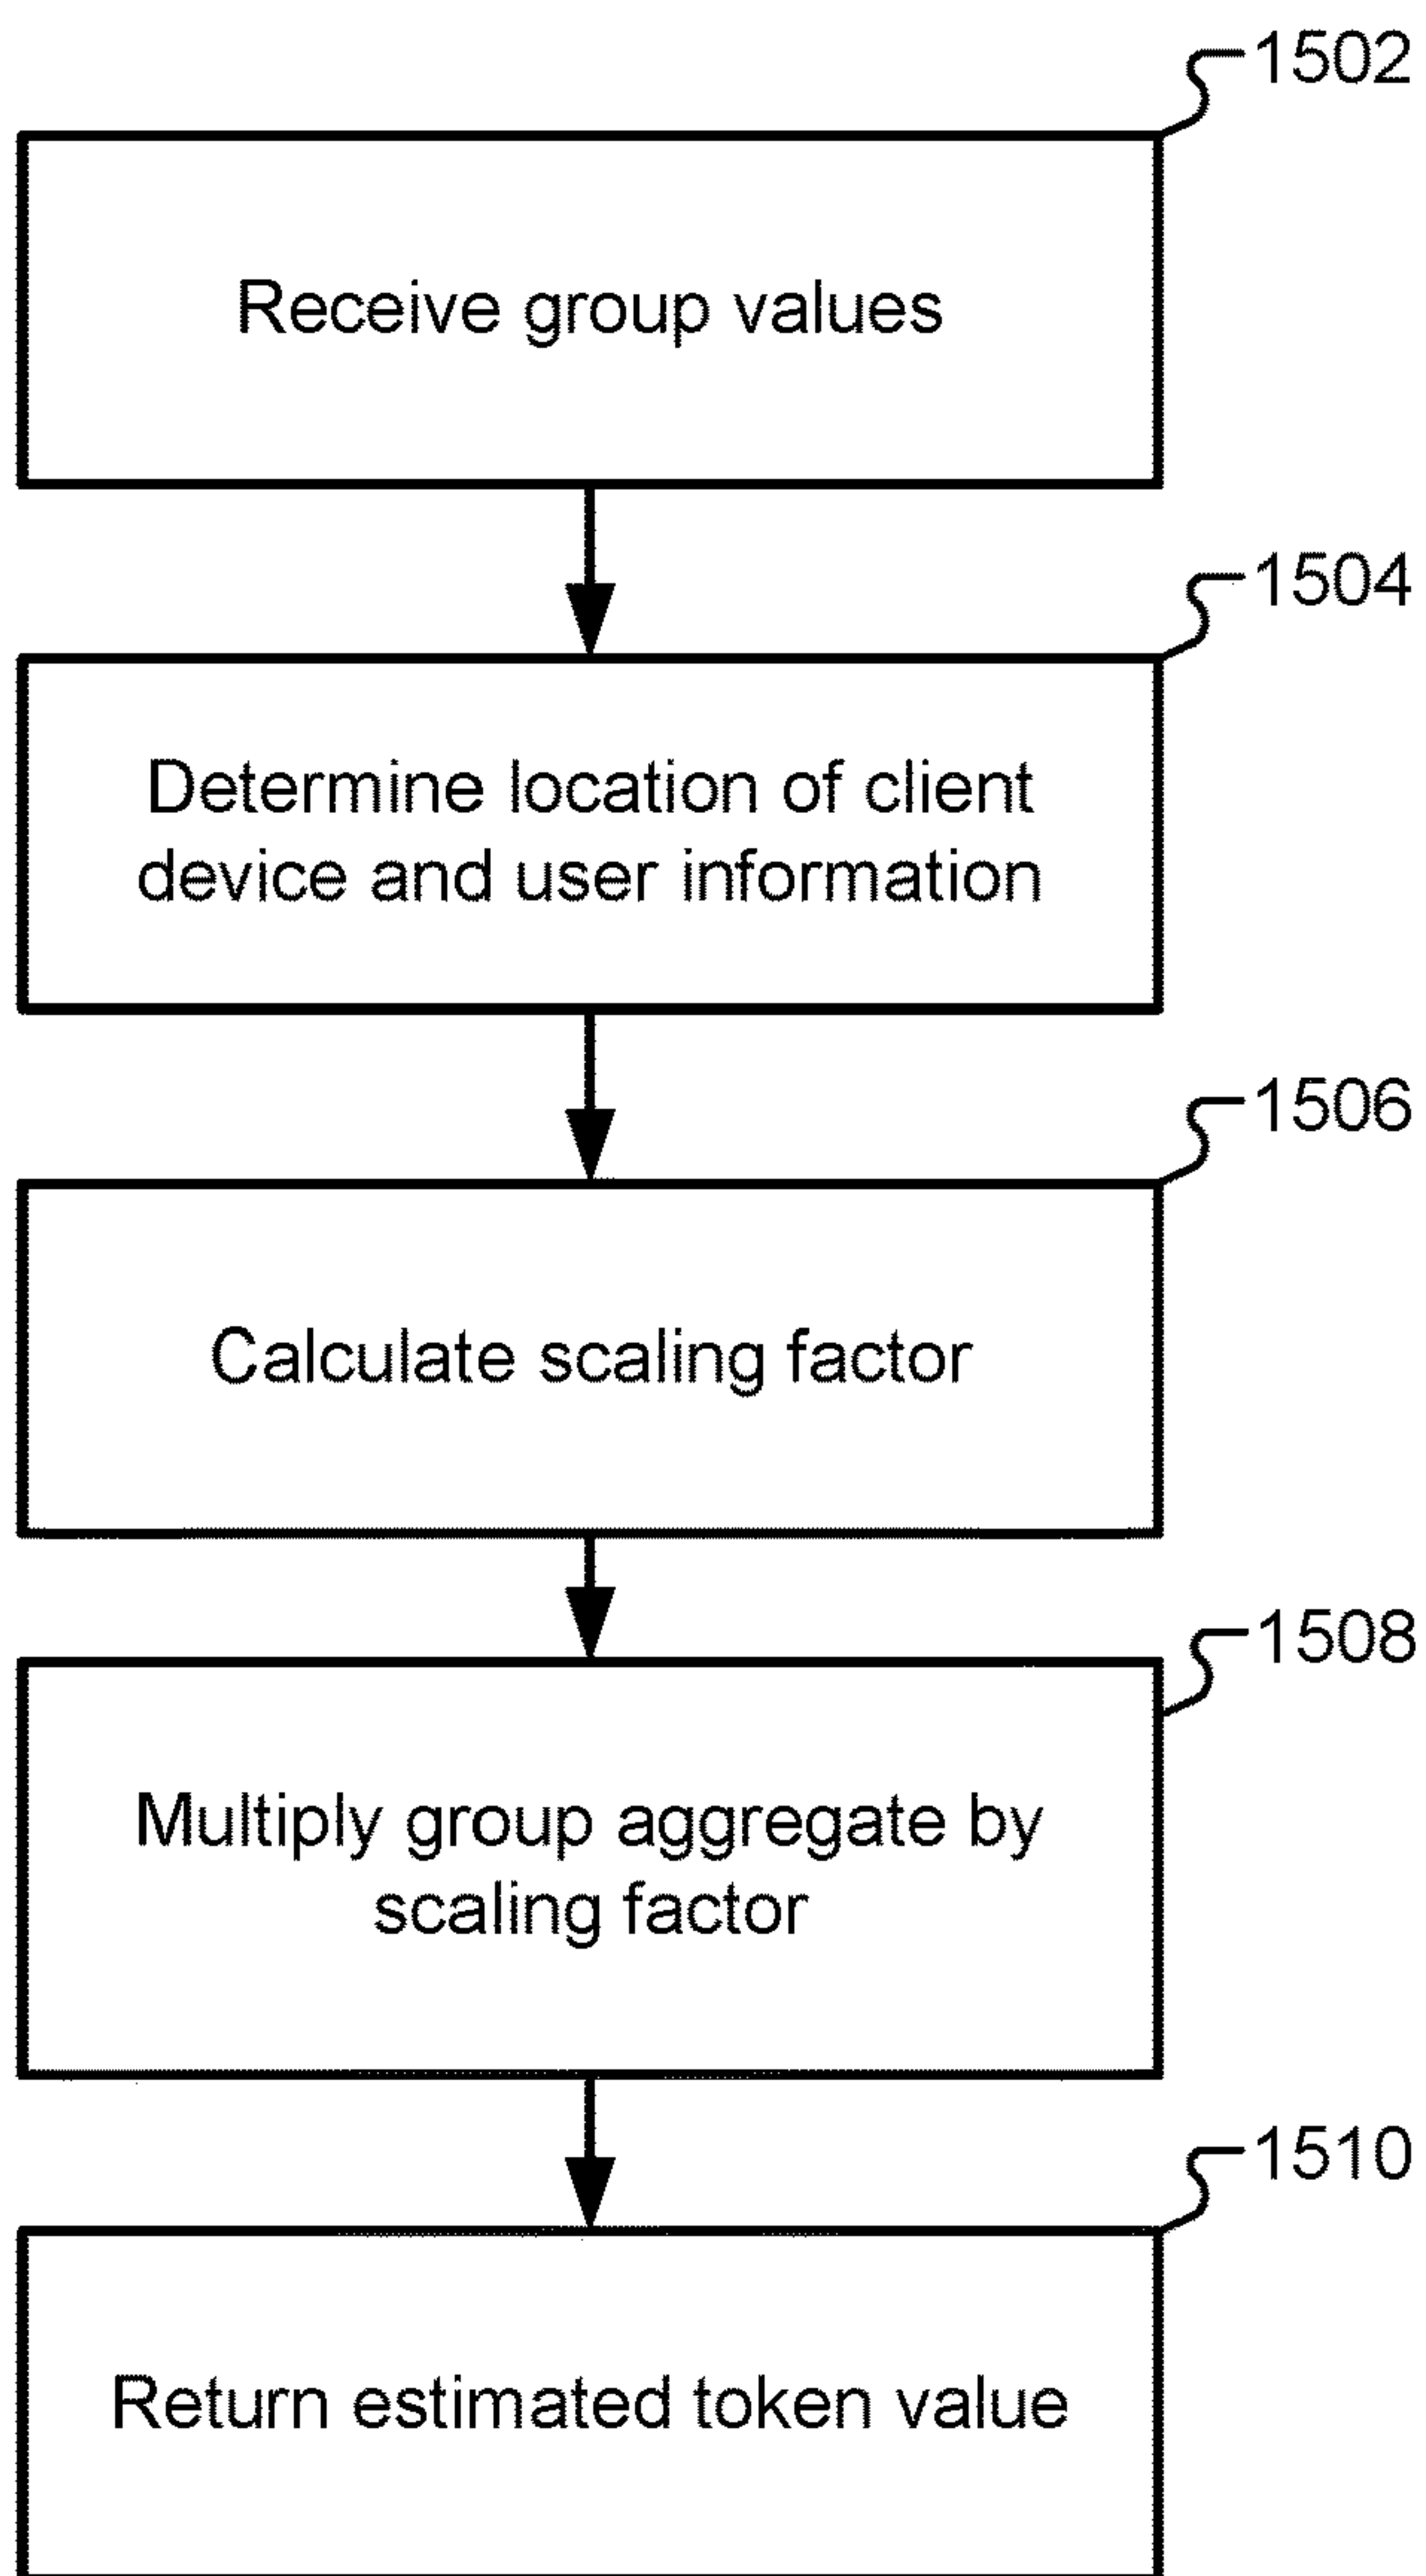 1502
Receive group values
1504
Determine location of client
device and user information
1506
Calculate scaling factor
1508
Multiply group aggregate by
scaling factor
1510
Return estimated token value